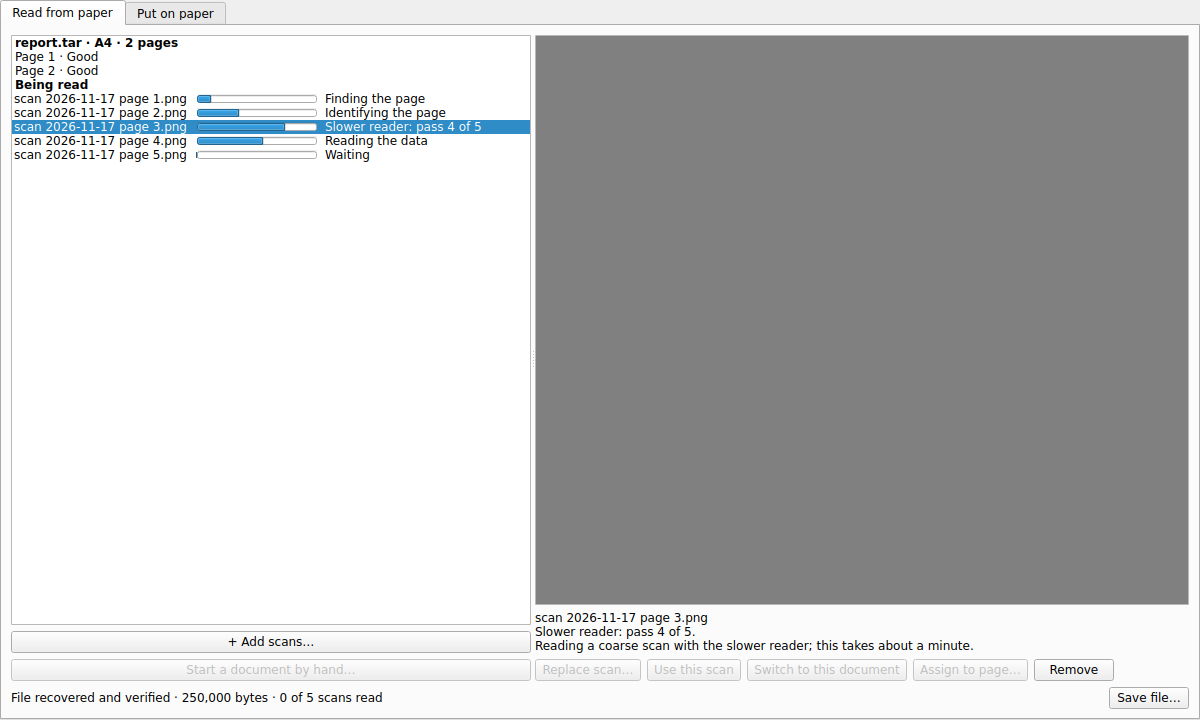 Read from paper
Put on paper
report.tar · A4 · 2 pages
Page 1 · Good
Page 2 · Good
Being read
scan 2026-11-17 page 1.png Finding the page
scan 2026-11-17 page 2.png Identifying the page
scan 2026-11-17 page 3.png Slower reader: pass 4 of 5
scan 2026-11-17 page 4.png Reading the data
scan 2026-11-17 page 5.png Waiting
+ Add scans...
Start a document by hand...
scan 2026-11-17 page 3.png
Slower reader: pass 4 of 5.
Reading a coarse scan with the slower reader; this takes about a minute.
Replace scan... Use this scan Switch to this document Assign to page... Remove
File recovered and verified · 250,000 bytes · 0 of 5 scans read
Save file...